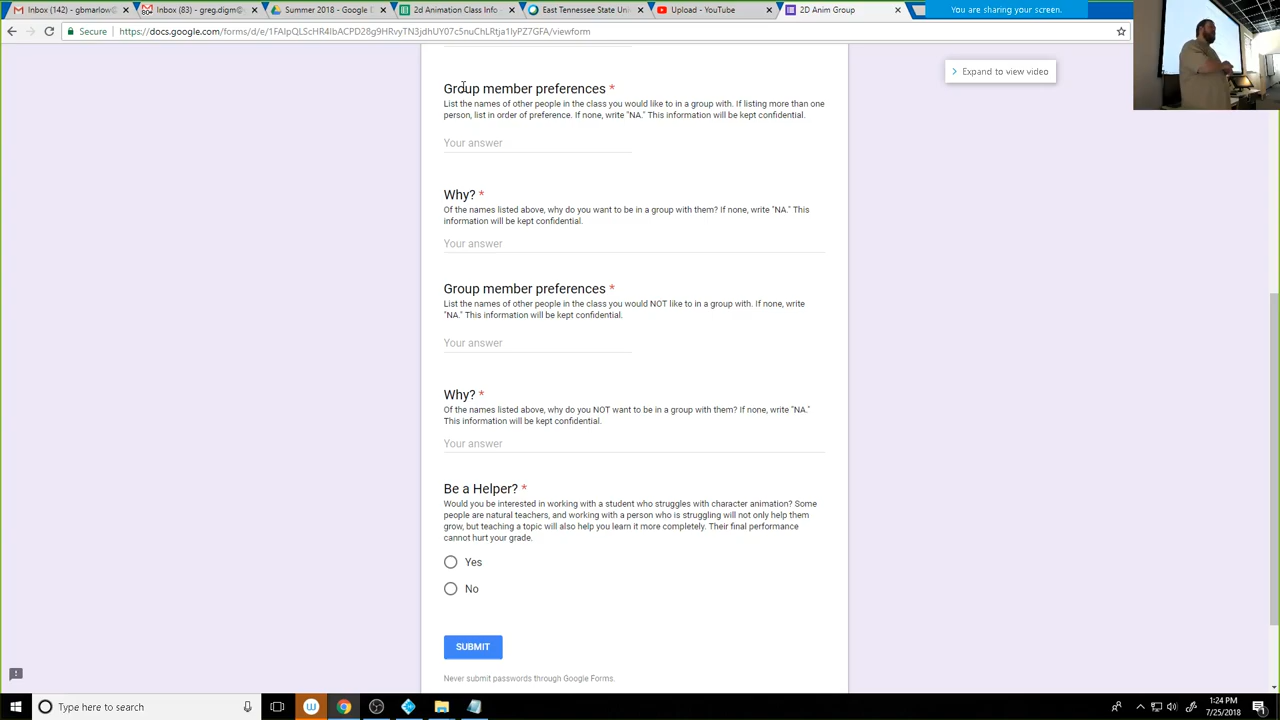 Inbox (142) - gbmarlow@
Inbox (83) - greg.digm@
Summer 2018 - Google D
2d Animation Class Info
East Tennessee State Uni
Upload - YouTube
2D Anim Group
You are sharing your screen.
Secure
https://docs.google.com/forms/d/e/1FAIpQLScHR4IbACPD28g9HRvyTN3jdhUY07c5nuChLRtja1lyPZ7GFA/viewform
Expand to view video
Group member preferences *
List the names of other people in the class you would like to in a group with. If listing more than one
person, list in order of preference. If none, write "NA." This information will be kept confidential.
Your answer
Why? *
Of the names listed above, why do you want to be in a group with them? If none, write "NA." This
information will be kept confidential.
Your answer
Group member preferences *
List the names of other people in the class you would NOT like to in a group with. If none, write
"NA." This information will be kept confidential.
Your answer
Why? *
Of the names listed above, why do you NOT want to be in a group with them? If none, write "NA."
This information will be kept confidential.
Your answer
Be a Helper? *
Would you be interested in working with a student who struggles with character animation? Some
people are natural teachers, and working with a person who is struggling will not only help them
grow, but teaching a topic will also help you learn it more completely. Their final performance
cannot hurt your grade.
Yes
No
SUBMIT
Never submit passwords through Google Forms.
Type here to search
1:24 PM
7/25/2018